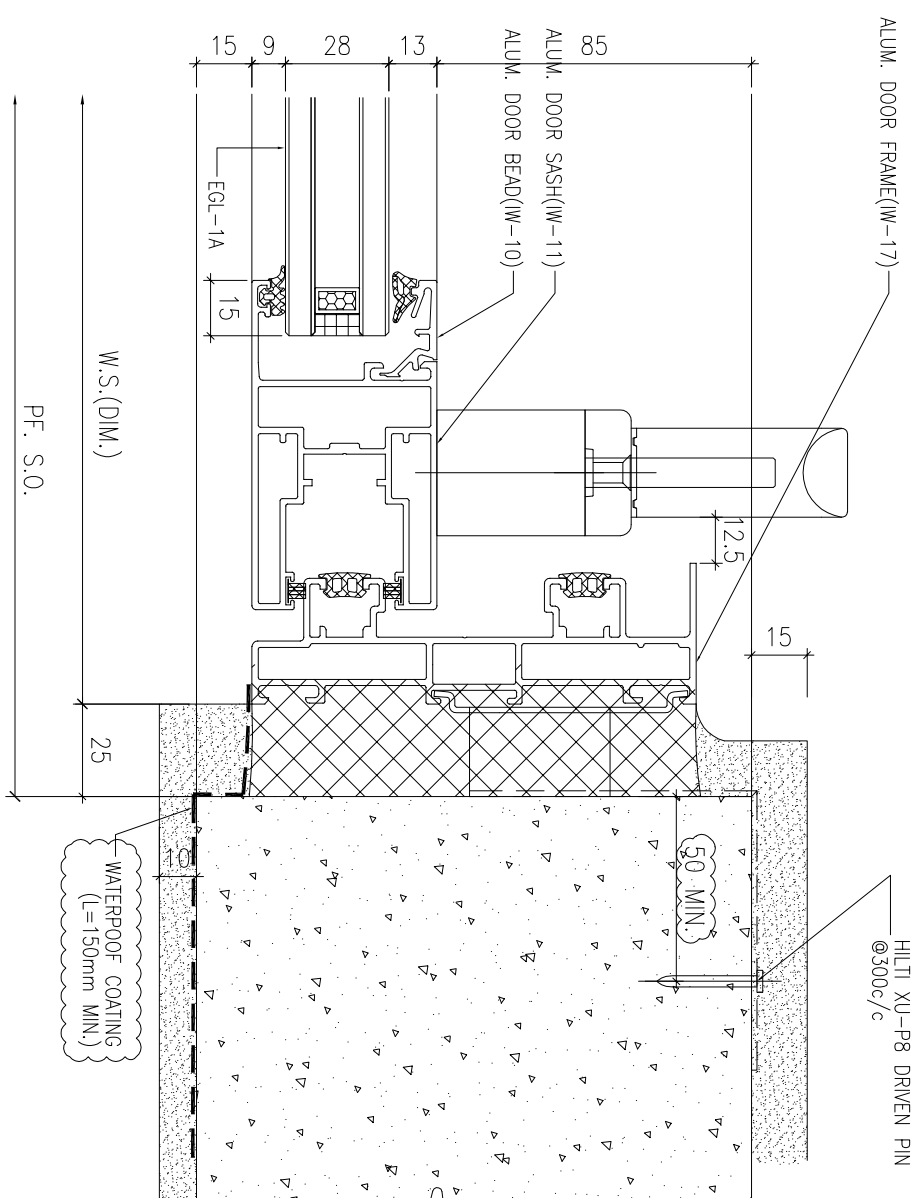 ALUM. DOOR FRAME(IW-17)
ALUM. DOOR SASH(IW-11)
ALUM. DOOR BEAD(IW-10)
HILTI XU-P8 DRIVEN PIN
@300c/c
15
9
28
13
85
EGL-1A
15
12.5
15
W.S.(DIM.)
PF. S.O.
25
50 MIN.
10
WATERPOOF COATING
(L=150mm MIN.)